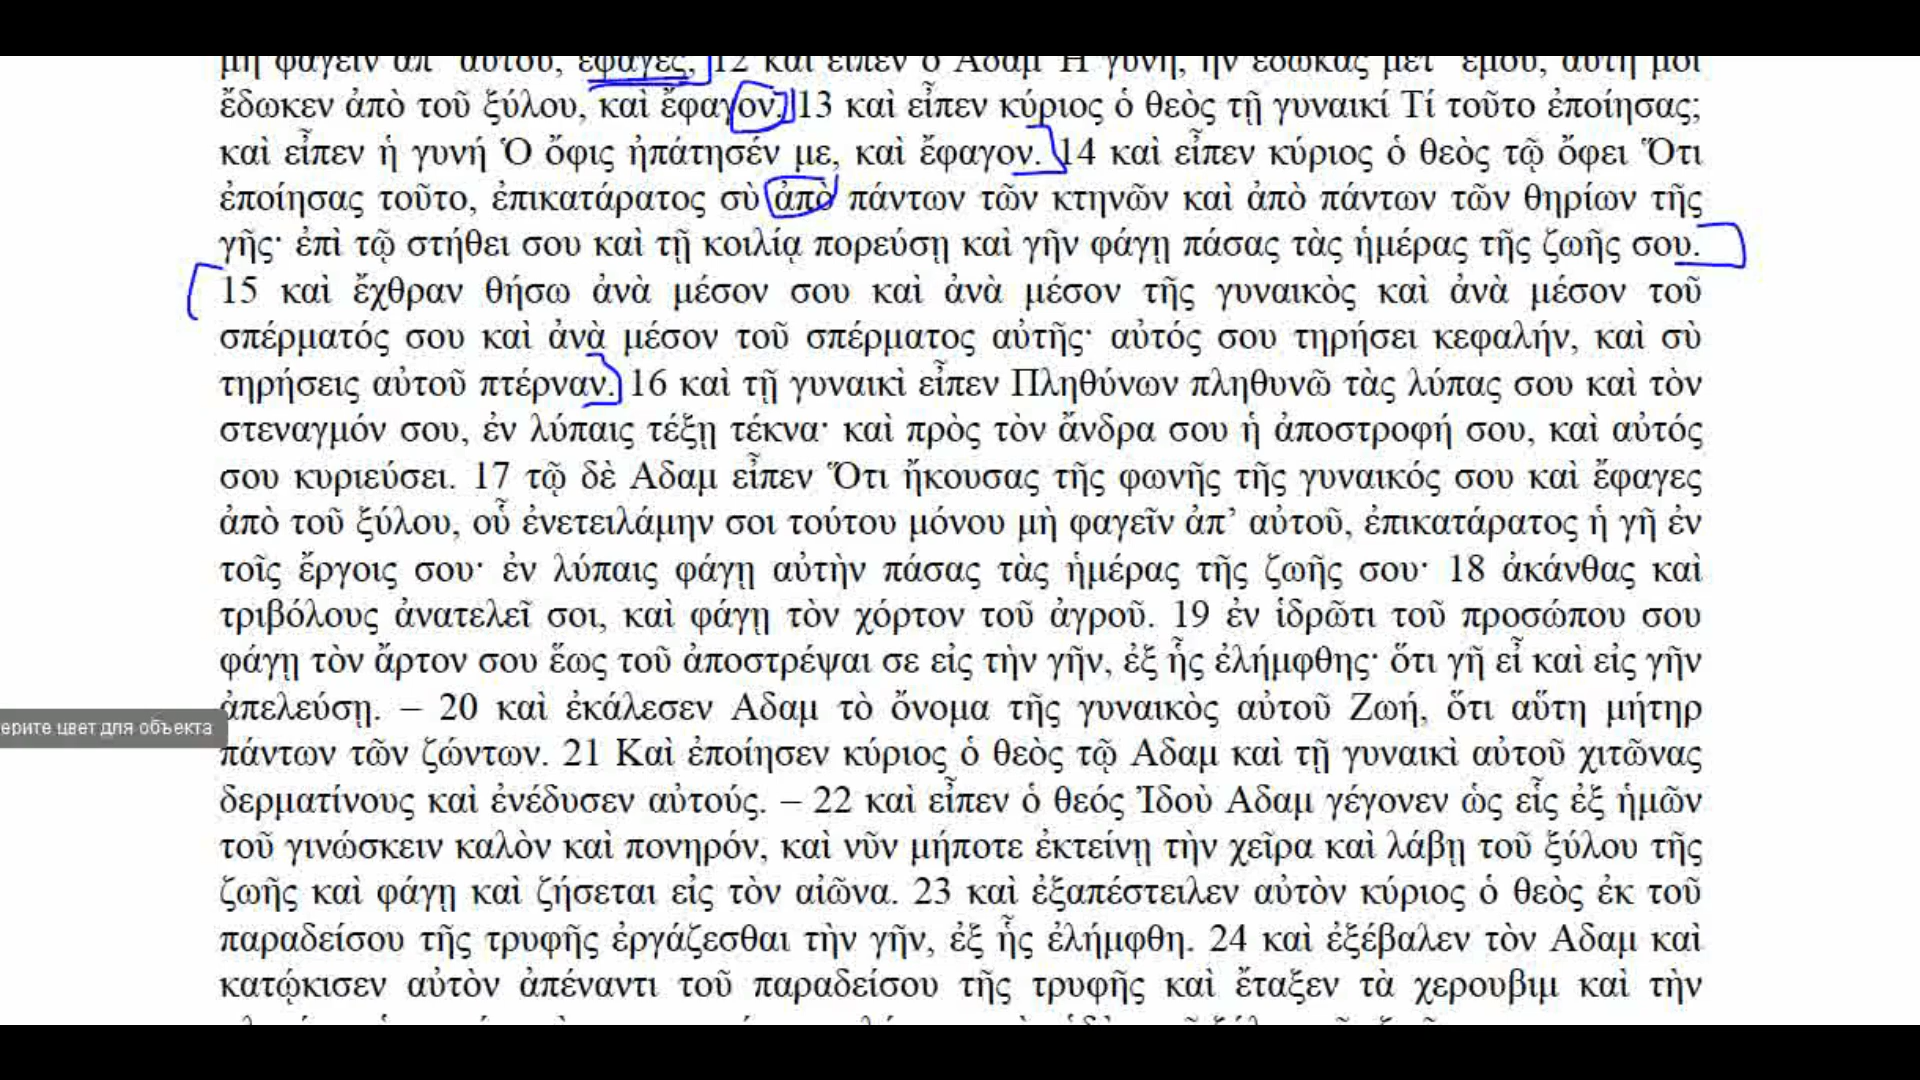 μὴ φαγεῖν ἀπ’ αὐτοῦ, ἔφαγες; 12 καὶ εἶπεν ὁ Αδαμ Ἡ γυνή, ἣν ἔδωκας μετ’ ἐμοῦ, αὕτη μοι
ἔδωκεν ἀπὸ τοῦ ξύλου, καὶ ἔφαγον. 13 καὶ εἶπεν κύριος ὁ θεὸς τῇ γυναικί Τί τοῦτο ἐποίησας;
καὶ εἶπεν ἡ γυνή Ὁ ὄφις ἠπάτησέν με, καὶ ἔφαγον. 14 καὶ εἶπεν κύριος ὁ θεὸς τῷ ὄφει Ὅτι
ἐποίησας τοῦτο, ἐπικατάρατος σὺ ἀπὸ πάντων τῶν κτηνῶν καὶ ἀπὸ πάντων τῶν θηρίων τῆς
γῆς· ἐπὶ τῷ στήθει σου καὶ τῇ κοιλίᾳ πορεύσῃ καὶ γῆν φάγῃ πάσας τὰς ἡμέρας τῆς ζωῆς σου.
15 καὶ ἔχθραν θήσω ἀνὰ μέσον σου καὶ ἀνὰ μέσον τῆς γυναικὸς καὶ ἀνὰ μέσον τοῦ
σπέρματός σου καὶ ἀνὰ μέσον τοῦ σπέρματος αὐτῆς· αὐτός σου τηρήσει κεφαλήν, καὶ σὺ
τηρήσεις αὐτοῦ πτέρναν. 16 καὶ τῇ γυναικὶ εἶπεν Πληθύνων πληθυνῶ τὰς λύπας σου καὶ τὸν
στεναγμόν σου, ἐν λύπαις τέξῃ τέκνα· καὶ πρὸς τὸν ἄνδρα σου ἡ ἀποστροφή σου, καὶ αὐτός
σου κυριεύσει. 17 τῷ δὲ Αδαμ εἶπεν Ὅτι ἤκουσας τῆς φωνῆς τῆς γυναικός σου καὶ ἔφαγες
ἀπὸ τοῦ ξύλου, οὗ ἐνετειλάμην σοι τούτου μόνου μὴ φαγεῖν ἀπ’ αὐτοῦ, ἐπικατάρατος ἡ γῆ ἐν
τοῖς ἔργοις σου· ἐν λύπαις φάγῃ αὐτὴν πάσας τὰς ἡμέρας τῆς ζωῆς σου· 18 ἀκάνθας καὶ
τριβόλους ἀνατελεῖ σοι, καὶ φάγῃ τὸν χόρτον τοῦ ἀγροῦ. 19 ἐν ἱδρῶτι τοῦ προσώπου σου
φάγῃ τὸν ἄρτον σου ἕως τοῦ ἀποστρέψαι σε εἰς τὴν γῆν, ἐξ ἧς ἐλήμφθης· ὅτι γῆ εἶ καὶ εἰς γῆν
ἀπελεύσῃ. – 20 καὶ ἐκάλεσεν Αδαμ τὸ ὄνομα τῆς γυναικὸς αὐτοῦ Ζωή, ὅτι αὕτη μήτηρ
ерите цвет для объекта
πάντων τῶν ζώντων. 21 Καὶ ἐποίησεν κύριος ὁ θεὸς τῷ Αδαμ καὶ τῇ γυναικὶ αὐτοῦ χιτῶνας
δερματίνους καὶ ἐνέδυσεν αὐτούς. – 22 καὶ εἶπεν ὁ θεός Ἰδοὺ Αδαμ γέγονεν ὡς εἷς ἐξ ἡμῶν
τοῦ γινώσκειν καλὸν καὶ πονηρόν, καὶ νῦν μήποτε ἐκτείνῃ τὴν χεῖρα καὶ λάβῃ τοῦ ξύλου τῆς
ζωῆς καὶ φάγῃ καὶ ζήσεται εἰς τὸν αἰῶνα. 23 καὶ ἐξαπέστειλεν αὐτὸν κύριος ὁ θεὸς ἐκ τοῦ
παραδείσου τῆς τρυφῆς ἐργάζεσθαι τὴν γῆν, ἐξ ἧς ἐλήμφθη. 24 καὶ ἐξέβαλεν τὸν Αδαμ καὶ
κατῴκισεν αὐτὸν ἀπέναντι τοῦ παραδείσου τῆς τρυφῆς καὶ ἔταξεν τὰ χερουβιμ καὶ τὴν